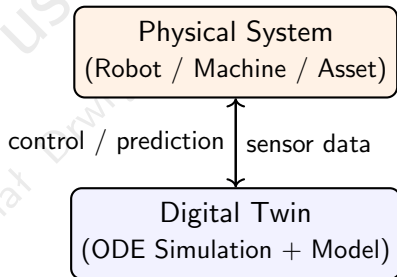 Physical System
(Robot / Machine / Asset)
control / prediction
sensor data
Digital Twin
(ODE Simulation + Model)